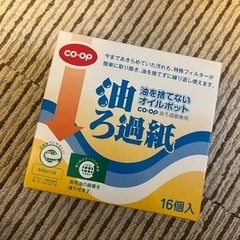 co-op
今まであきらめていた汚れも、特殊フィルターが
簡単に取り除き、油を捨てずに繰り返し使えます。
油を捨てない
オイルポット
co-op 油ろ過器専用
油
ろ過紙
16個入